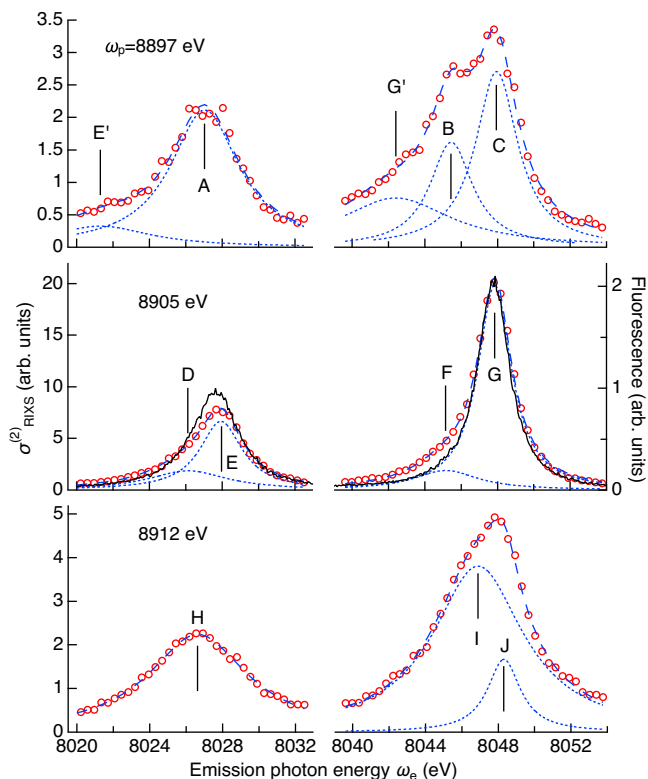 3.5
3
2.5
2
1.5
1
0.5
0
ωp=8897 eV
E'
A
G'
B
C
20
15
10
5
0
8905 eV
D
E
F
G
2
1
0
σ(2)RIXS (arb. units)
Fluorescence (arb. units)
5
4
3
2
1
0
8912 eV
H
I
J
8020 8024 8028 8032 8040 8044 8048 8052
Emission photon energy ωe (eV)